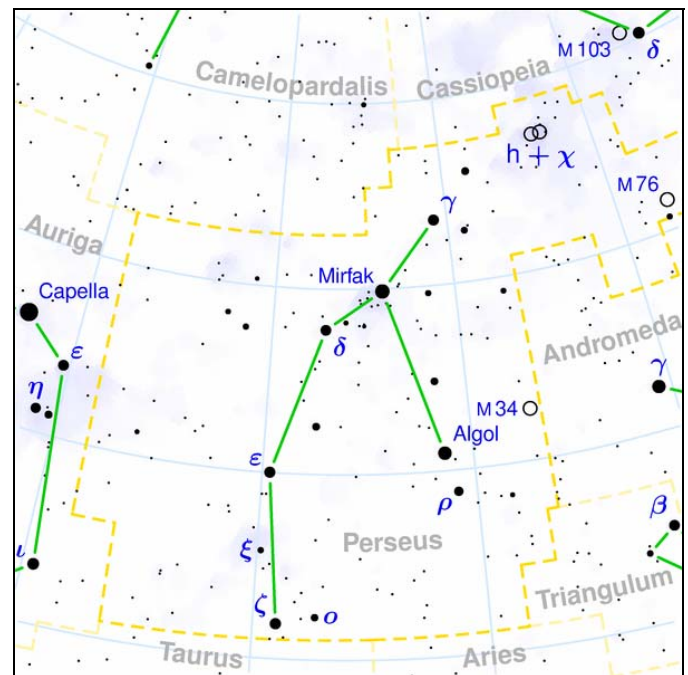 M 103
δ
Camelopardalis
Cassiopeia
h + χ
M 76
γ
Auriga
Mirfak
Capella
δ
Andromeda
ε
γ
η
M 34
Algol
ε
ρ
β
Perseus
ξ
ι
Triangulum
ζ
ο
Taurus
Aries